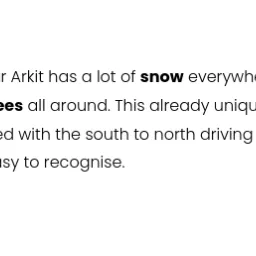 r Arkit has a lot of snow everywhe
ees all around. This already uniqu
ed with the south to north driving
sy to recognise.